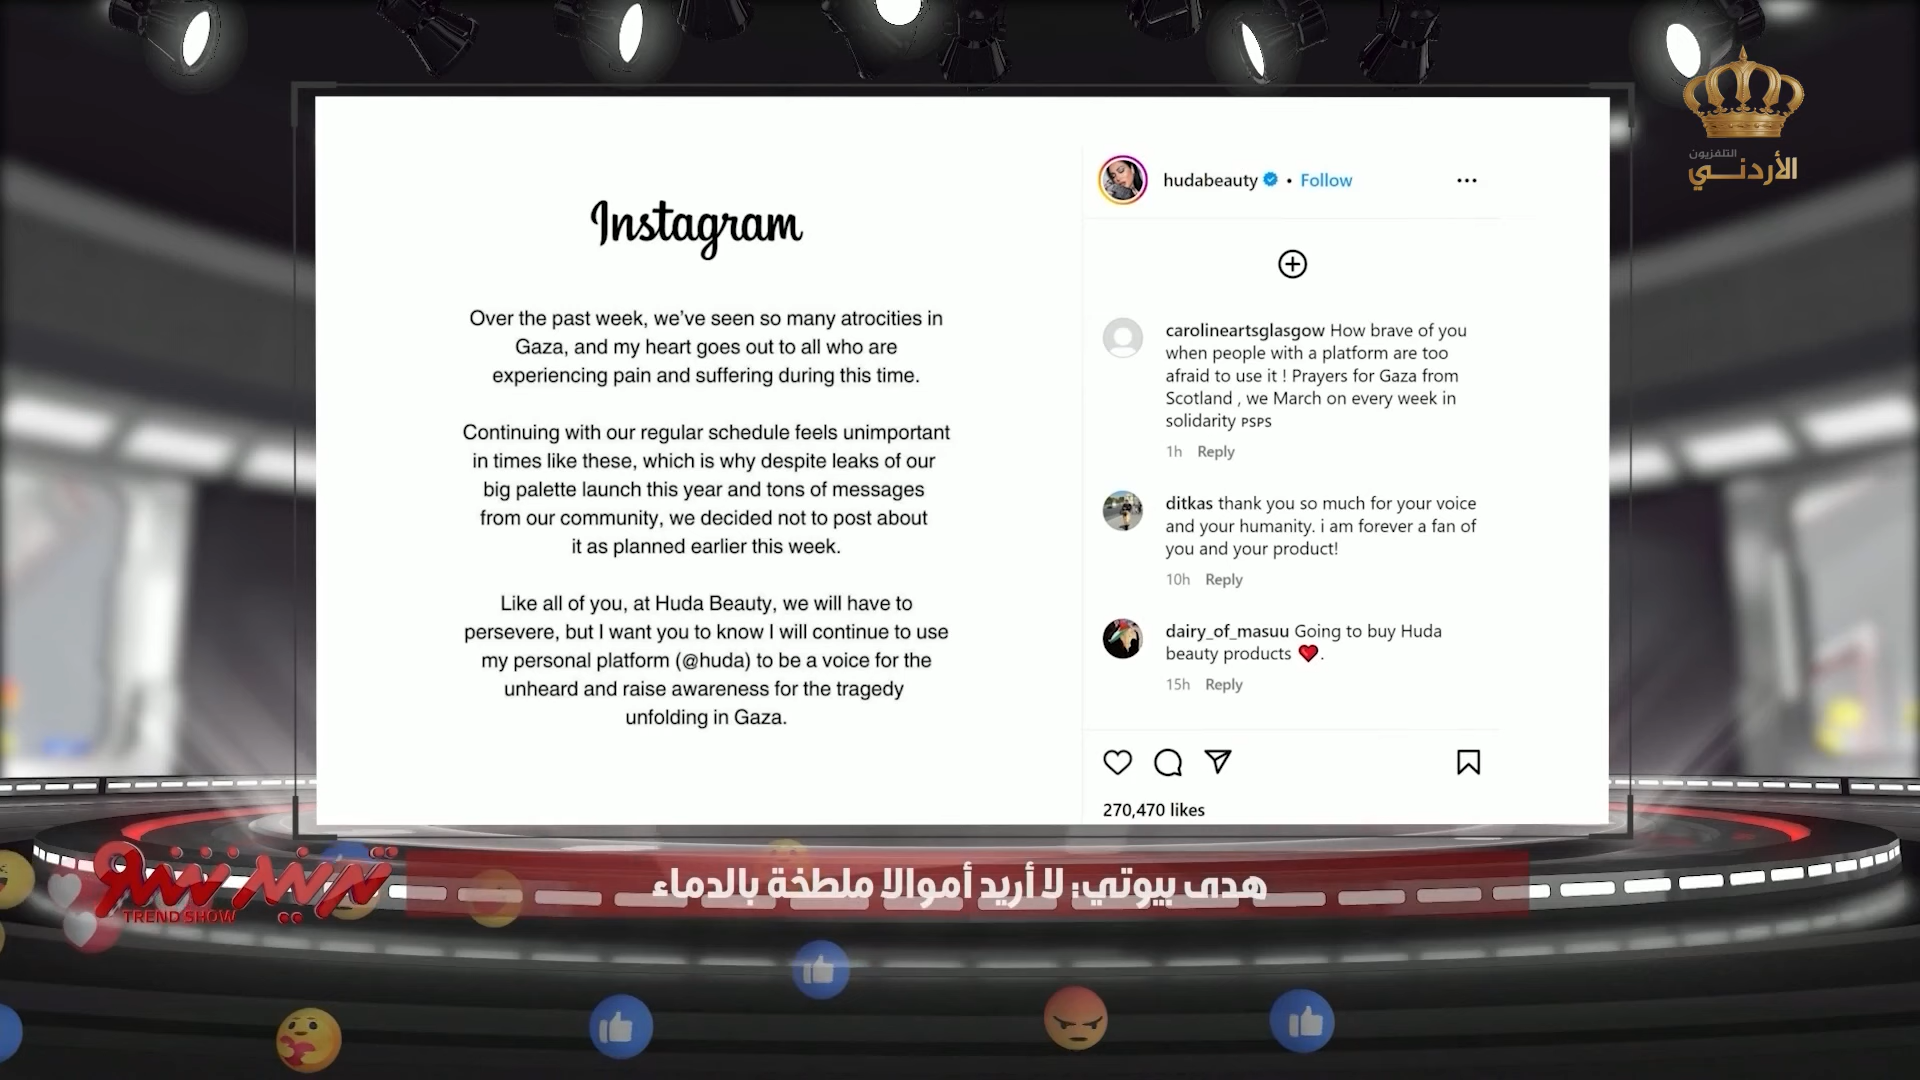 التلفزيون
الأردني
Instagram
Over the past week, we've seen so many atrocities in
Gaza, and my heart goes out to all who are
experiencing pain and suffering during this time.
Continuing with our regular schedule feels unimportant
in times like these, which is why despite leaks of our
big palette launch this year and tons of messages
from our community, we decided not to post about
it as planned earlier this week.
Like all of you, at Huda Beauty, we will have to
persevere, but I want you to know I will continue to use
my personal platform (@huda) to be a voice for the
unheard and raise awareness for the tragedy
unfolding in Gaza.
hudabeauty • Follow
carolineartsglasgow How brave of you
when people with a platform are too
afraid to use it ! Prayers for Gaza from
Scotland , we March on every week in
solidarity PSPS
1h Reply
ditkas thank you so much for your voice
and your humanity. i am forever a fan of
you and your product!
10h Reply
dairy_of_masuu Going to buy Huda
beauty products ❤️.
15h Reply
270,470 likes
تريند شو
TREND SHOW
هدى بيوتي: لا أريد أموالا ملطخة بالدماء